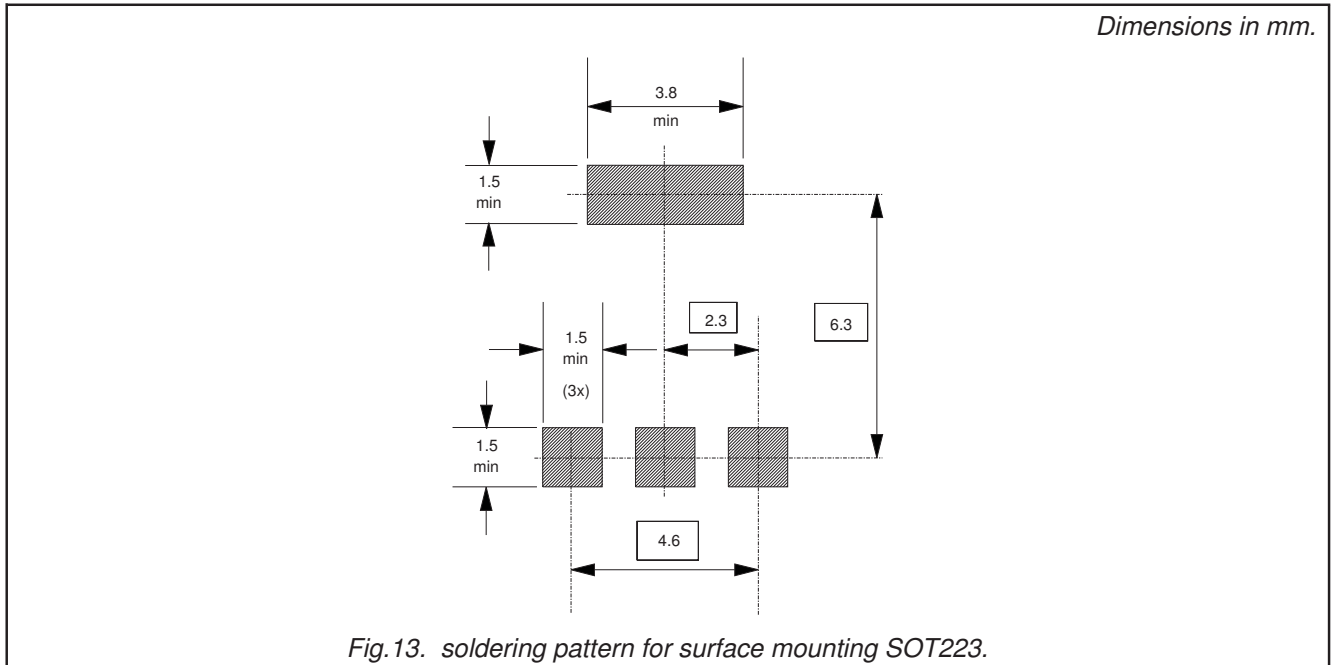 Dimensions in mm.
3.8
min
1.5
min
2.3
6.3
1.5
min
(3x)
1.5
min
4.6
Fig.13. soldering pattern for surface mounting SOT223.